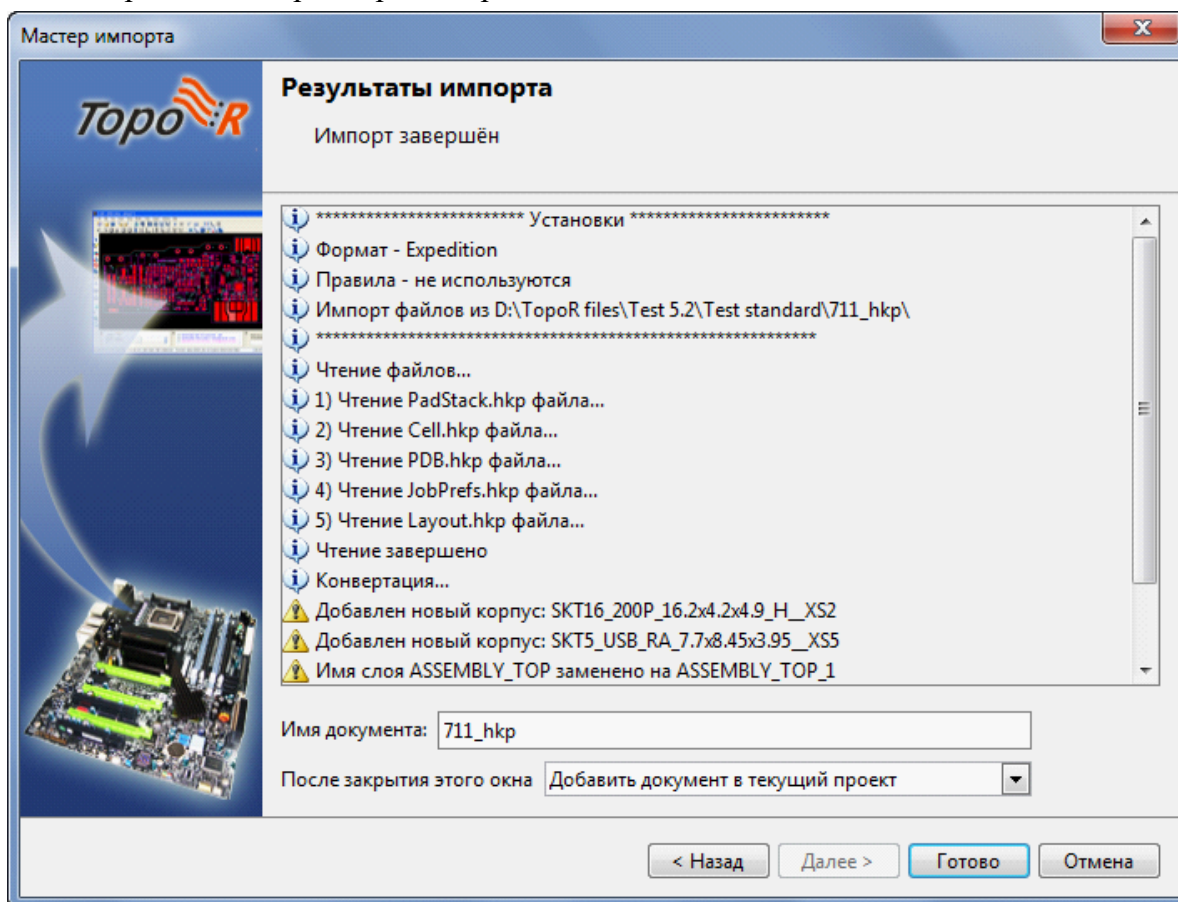 Мастер импорта
TopoR
Результаты импорта
Импорт завершён
************************* Установки ************************
Формат - Expedition
Правила - не используются
Импорт файлов из D:\TopoR files\Test 5.2\Test standard\711_hkp\
************************************************************
Чтение файлов...
1) Чтение PadStack.hkp файла...
2) Чтение Cell.hkp файла...
3) Чтение PDB.hkp файла...
4) Чтение JobPrefs.hkp файла...
5) Чтение Layout.hkp файла...
Чтение завершено
Конвертация...
Добавлен новый корпус: SKT16_200P_16.2x4.2x4.9_H__XS2
Добавлен новый корпус: SKT5_USB_RA_7.7x8.45x3.95__XS5
Имя слоя ASSEMBLY_TOP заменено на ASSEMBLY_TOP_1
Имя документа: 711_hkp
После закрытия этого окна Добавить документ в текущий проект
< Назад Далее > Готово Отмена